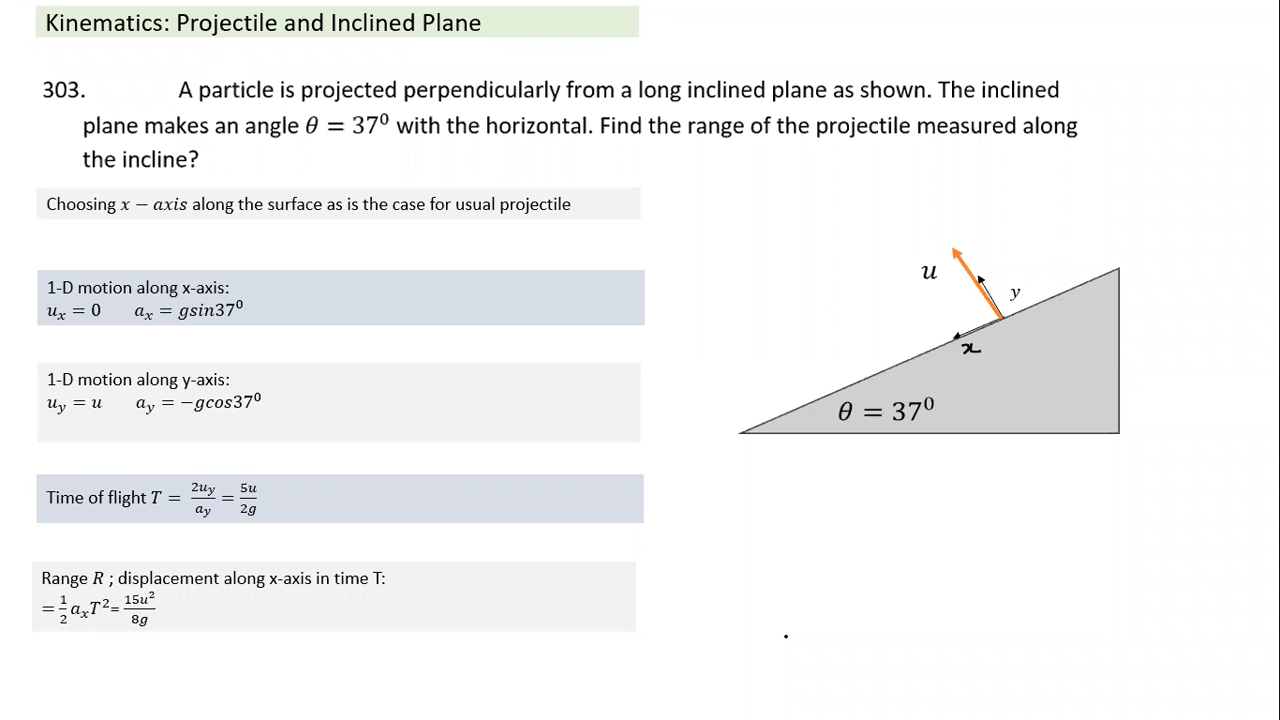 Kinematics: Projectile and Inclined Plane
303. A particle is projected perpendicularly from a long inclined plane as shown. The inclined
plane makes an angle θ = 37⁰ with the horizontal. Find the range of the projectile measured along
the incline?
Choosing x − axis along the surface as is the case for usual projectile
1-D motion along x-axis:
uₓ = 0 aₓ = gsin37⁰
1-D motion along y-axis:
u_y = u a_y = −gcos37⁰
Time of flight T = 2u_y/a_y = 5u/2g
Range R ; displacement along x-axis in time T:
= 1/2 aₓT²= 15u²/8g
u
y
x
θ = 37⁰